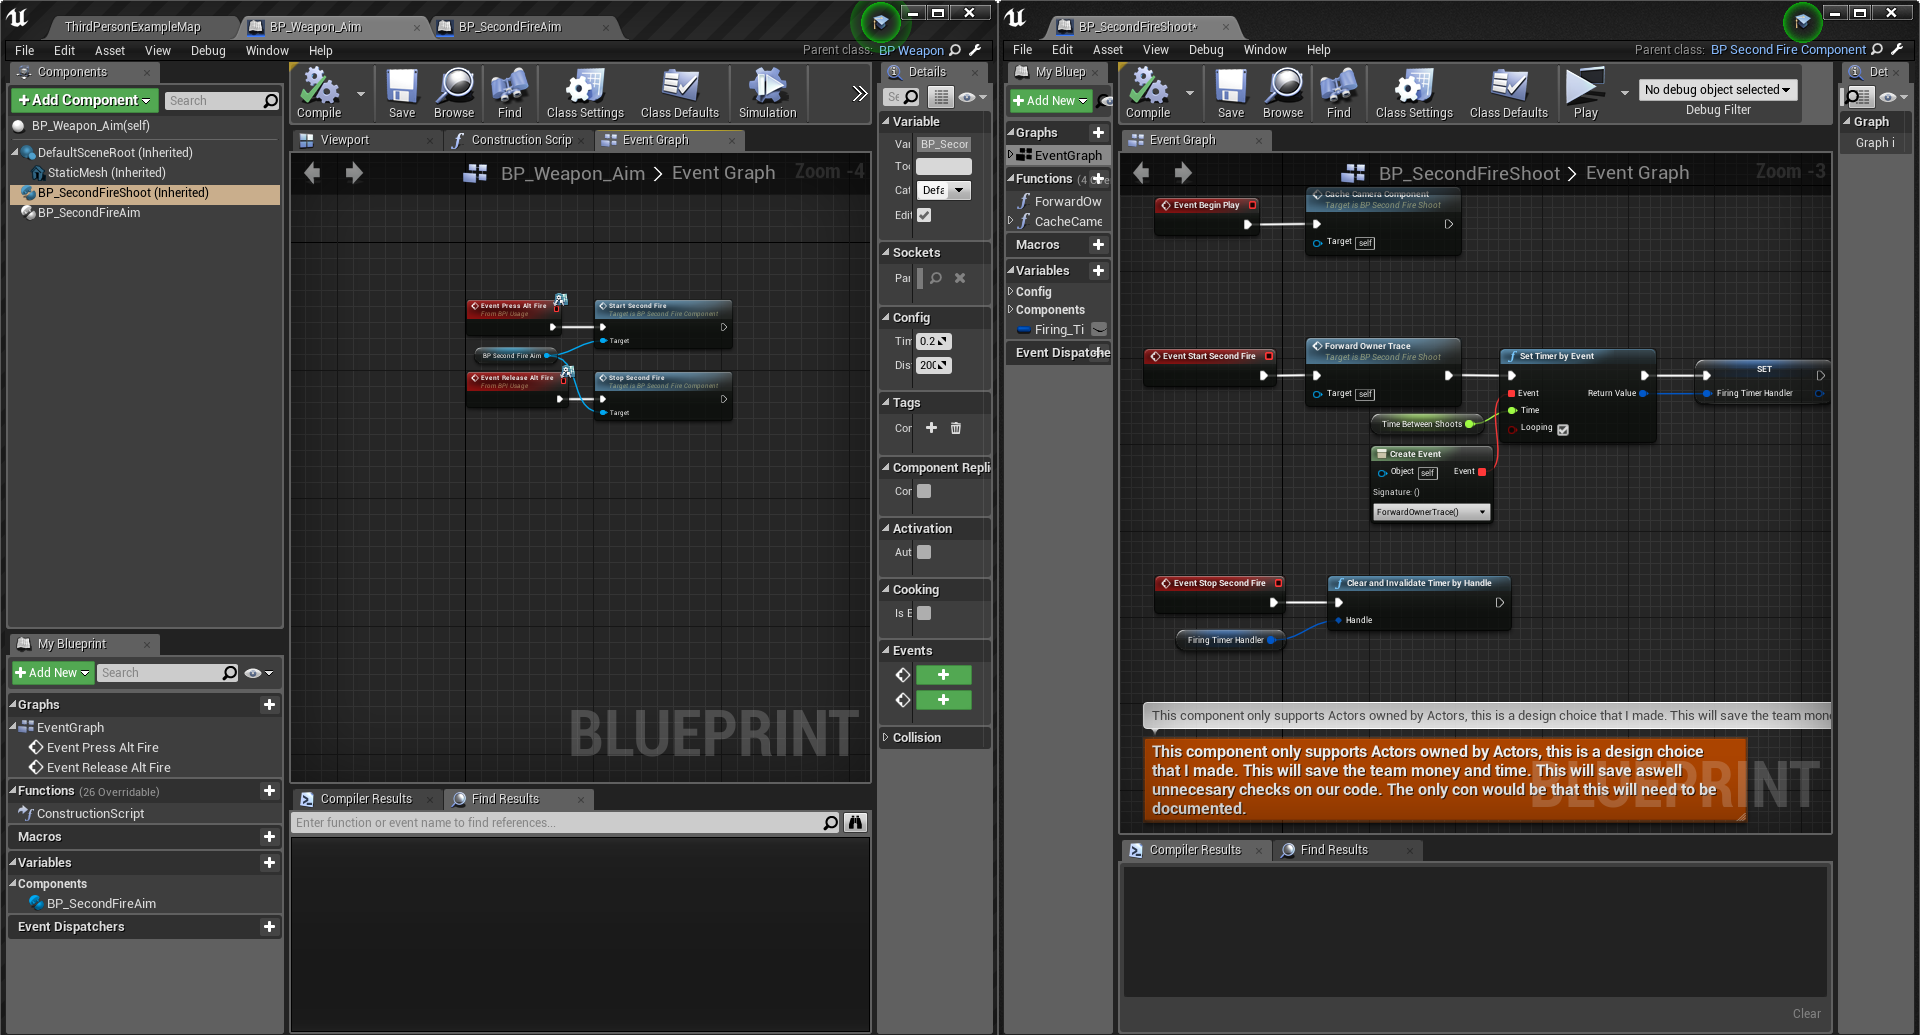 ThirdPersonExampleMap
BP_Weapon_Aim
BP_SecondFireAim
File Edit Asset View Debug Window Help
Parent class: BP Weapon
Components
+Add Component
Search
BP_Weapon_Aim(self)
DefaultSceneRoot (Inherited)
StaticMesh (Inherited)
BP_SecondFireShoot (Inherited)
BP_SecondFireAim
My Blueprint
+Add New
Search
Graphs
EventGraph
Event Press Alt Fire
Event Release Alt Fire
Functions (26 Overridable)
ConstructionScript
Macros
Variables
Components
BP_SecondFireAim
Event Dispatchers
Compile
Save
Browse
Find
Class Settings
Class Defaults
Simulation
Viewport
Construction Scrip
Event Graph
BP_Weapon_Aim > Event Graph
Zoom -4
Event Press Alt Fire
From BPI Usage
Start Second Fire
Target is BP Second Fire Component
Target
BP Second Fire Aim
Event Release Alt Fire
From BPI Usage
Stop Second Fire
Target is BP Second Fire Component
Target
BLUEPRINT
Compiler Results
Find Results
Enter function or event name to find references...
Details
Se
Variable
Var
BP_Secon
Too
Cat
Defa
Edit
Sockets
Par
Config
Tim
0.2
Dis
200
Tags
Cor
Component Repli
Cor
Activation
Aut
Cooking
Is E
Events
Collision
BP_SecondFireShoot*
File Edit Asset View Debug Window Help
Parent class: BP Second Fire Component
My Bluep
+Add New
Graphs
EventGraph
Functions (4
ForwardOw
CacheCame
Macros
Variables
Config
Components
Firing_Ti
Event Dispatche
Compile
Save
Browse
Find
Class Settings
Class Defaults
Play
No debug object selected
Debug Filter
Event Graph
BP_SecondFireShoot > Event Graph
Zoom -3
Event Begin Play
Cache Camera Component
Target is BP Second Fire Shoot
Target self
Event Start Second Fire
Forward Owner Trace
Target is BP Second Fire Shoot
Target self
Set Timer by Event
Event
Return Value
Time
Looping
SET
Firing Timer Handler
Time Between Shoots
Create Event
Object self
Event
Signature: ()
ForwardOwnerTrace()
Event Stop Second Fire
Clear and Invalidate Timer by Handle
Handle
Firing Timer Handler
This component only supports Actors owned by Actors, this is a design choice that I made. This will save the team mone
This component only supports Actors owned by Actors, this is a design choice
that I made. This will save the team money and time. This will save aswell
unnecesary checks on our code. The only con would be that this will need to be
documented.
BLUEPRINT
Compiler Results
Find Results
Clear
Det
Graph
Graph i